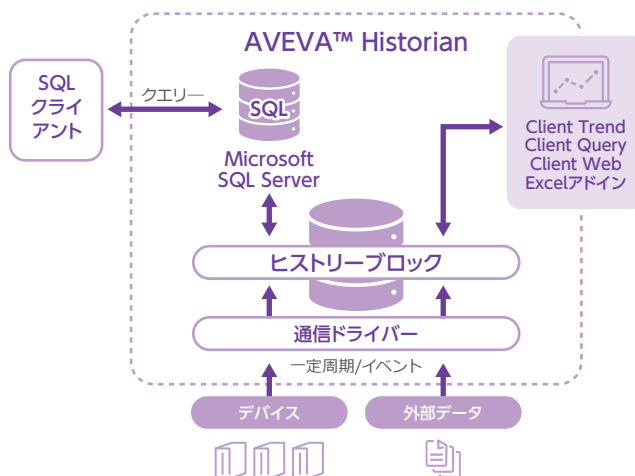 AVEVA™ Historian
SQL
クライ
アント
クエリー
SQL
Microsoft
SQL Server
Client Trend
Client Query
Client Web
Excelアドイン
ヒストリーブロック
通信ドライバー
一定周期/イベント
デバイス
外部データ